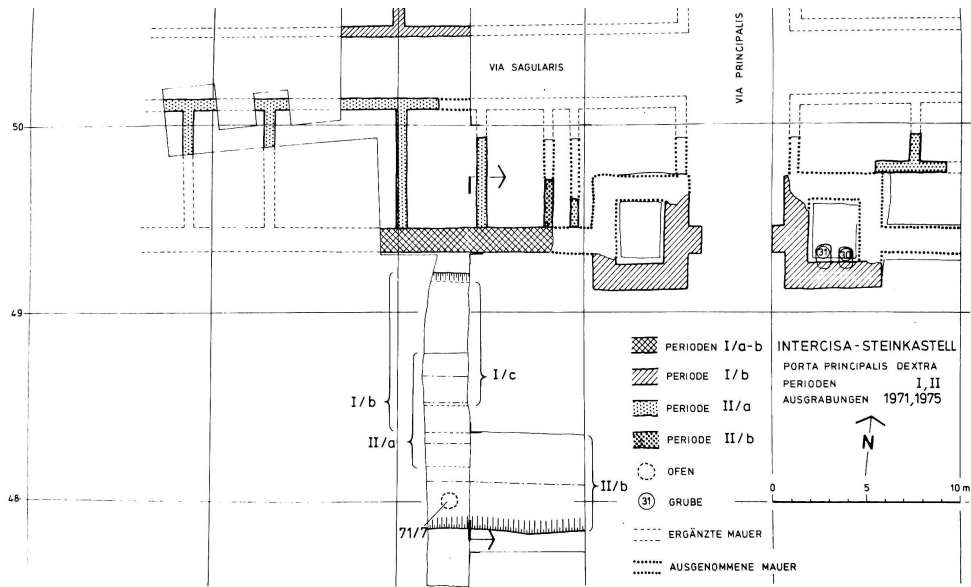 VIA SAGULARIS
VIA PRINCIPALIS
50
49
48
I
31
30
I/b
I/c
II/a
II/b
71/7
PERIODEN I/a-b
PERIODE I/b
PERIODE II/a
PERIODE II/b
OFEN
31 GRUBE
ERGÄNZTE MAUER
AUSGENOMMENE MAUER
INTERCISA-STEINKASTELL
PORTA PRINCIPALIS DEXTRA
PERIODEN I,II
AUSGRABUNGEN 1971,1975
N
0 5 10 m